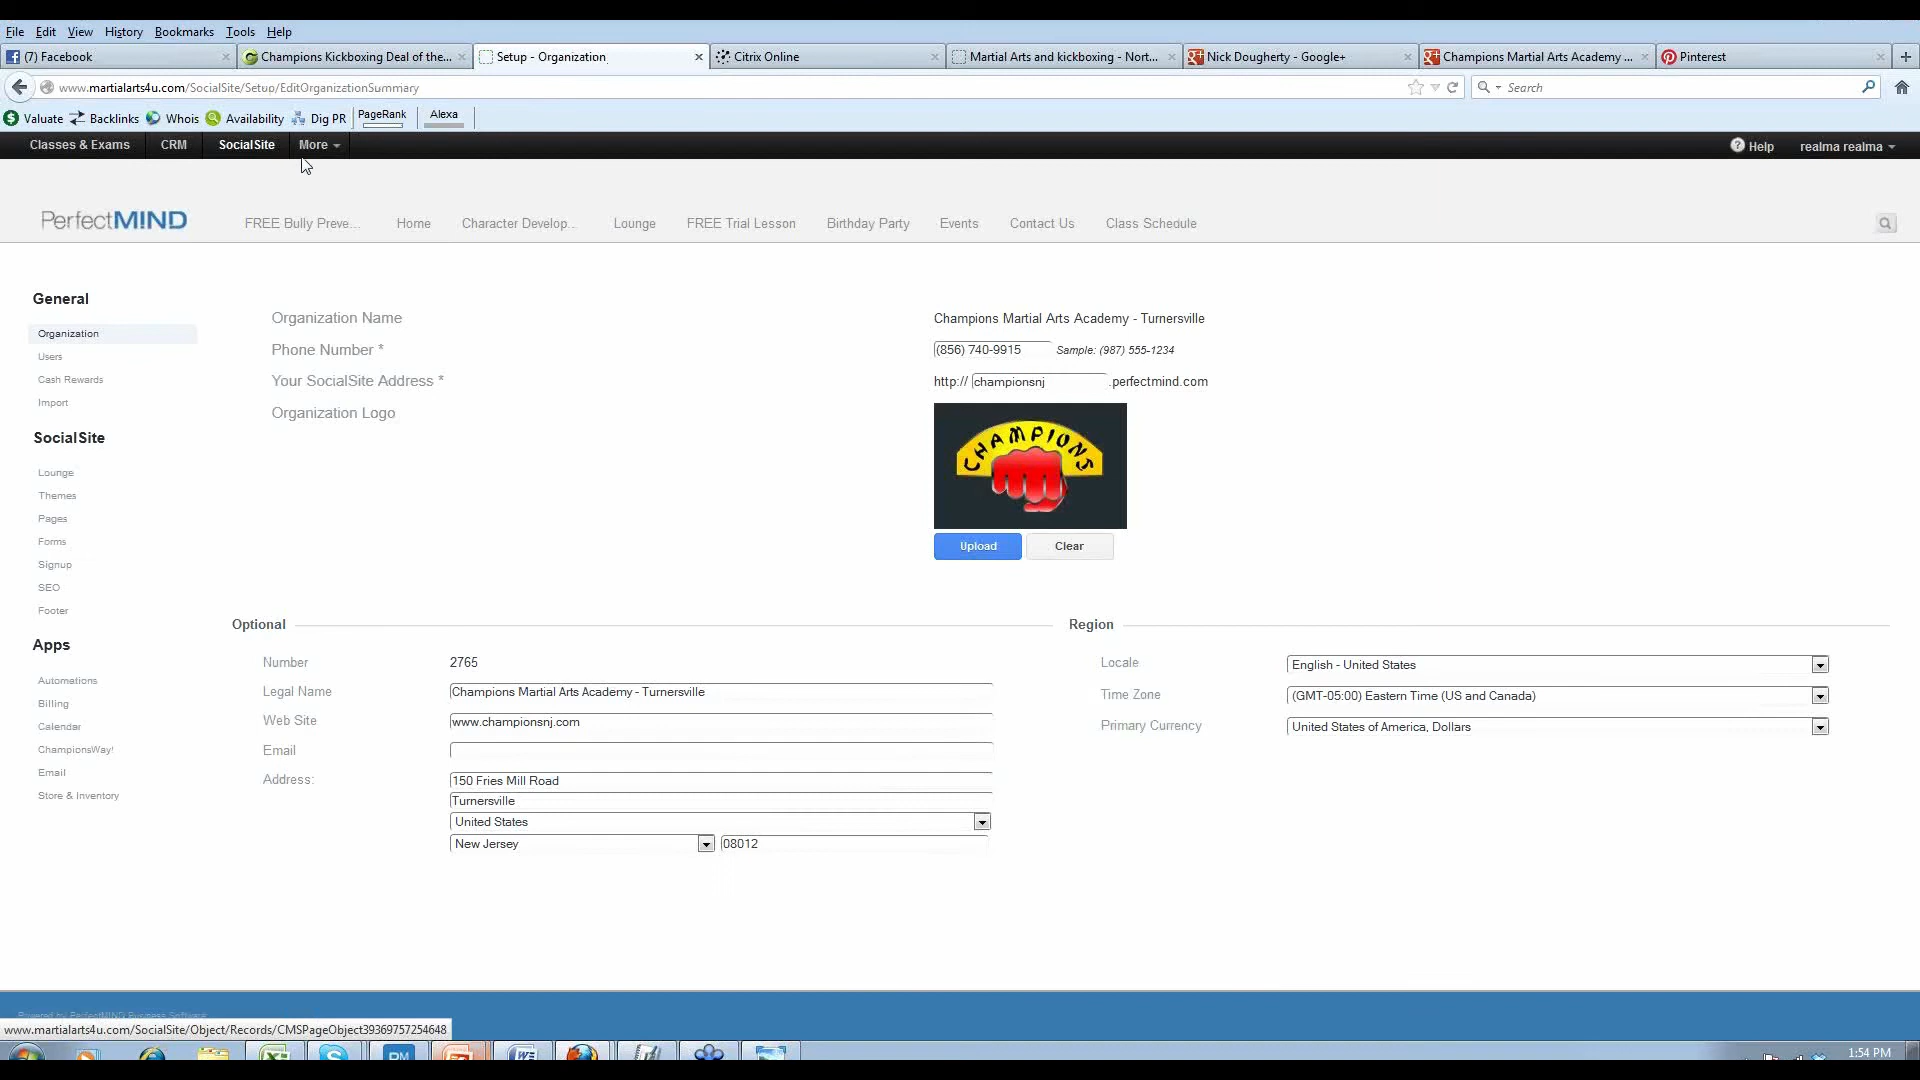 File Edit View History Bookmarks Tools Help
(7) Facebook
Champions Kickboxing Deal of the...
Setup - Organization
Citrix Online
Martial Arts and kickboxing - Nort...
Nick Dougherty - Google+
Champions Martial Arts Academy ...
Pinterest
www.martialarts4u.com/SocialSite/Setup/EditOrganizationSummary
Search
Valuate Backlinks Whois Availability Dig PR PageRank Alexa
Classes & Exams CRM SocialSite More Help realma realma
PerfectMIND FREE Bully Preve... Home Character Develop... Lounge FREE Trial Lesson Birthday Party Events Contact Us Class Schedule
General
Organization
Users
Cash Rewards
Import
SocialSite
Lounge
Themes
Pages
Forms
Signup
SEO
Footer
Apps
Automations
Billing
Calendar
ChampionsWay!
Email
Store & Inventory
Organization Name Champions Martial Arts Academy - Turnersville
Phone Number * (856) 740-9915 Sample: (987) 555-1234
Your SocialSite Address * http:// championsnj .perfectmind.com
Organization Logo
CHAMPIONS
Upload Clear
Optional
Number 2765
Legal Name Champions Martial Arts Academy - Turnersville
Web Site www.championsnj.com
Email
Address: 150 Fries Mill Road
Turnersville
United States
New Jersey 08012
Region
Locale English - United States
Time Zone (GMT-05:00) Eastern Time (US and Canada)
Primary Currency United States of America, Dollars
Powered by PerfectMIND Business Software
www.martialarts4u.com/SocialSite/Object/Records/CMSPageObject39369757254648
1:54 PM